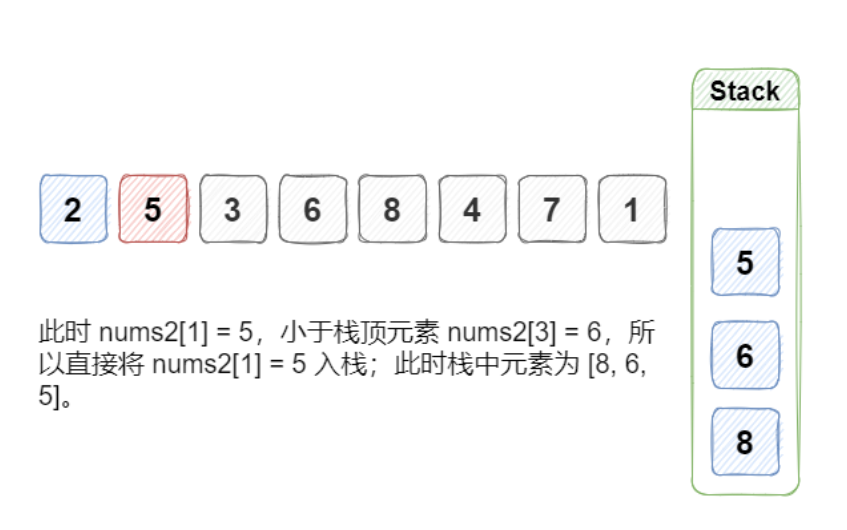 Stack
2 5 3 6 8 4 7 1
5
6
8
此时 nums2[1] = 5，小于栈顶元素 nums2[3] = 6，所
以直接将 nums2[1] = 5 入栈；此时栈中元素为 [8, 6,
5]。